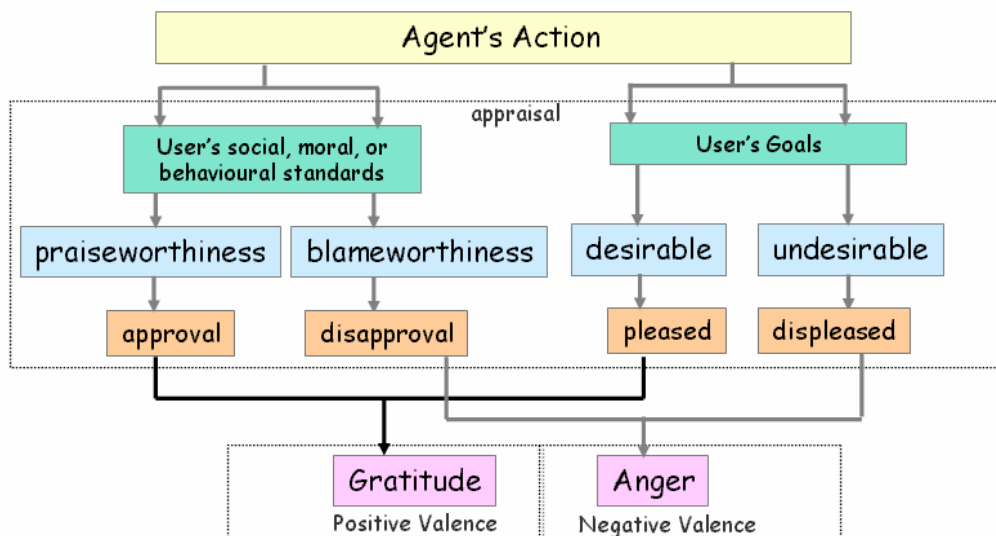 Agent's Action
appraisal
User's social, moral, or
behavioural standards
User's Goals
praiseworthiness
blameworthiness
desirable
undesirable
approval
disapproval
pleased
displeased
Gratitude
Anger
Positive Valence
Negative Valence